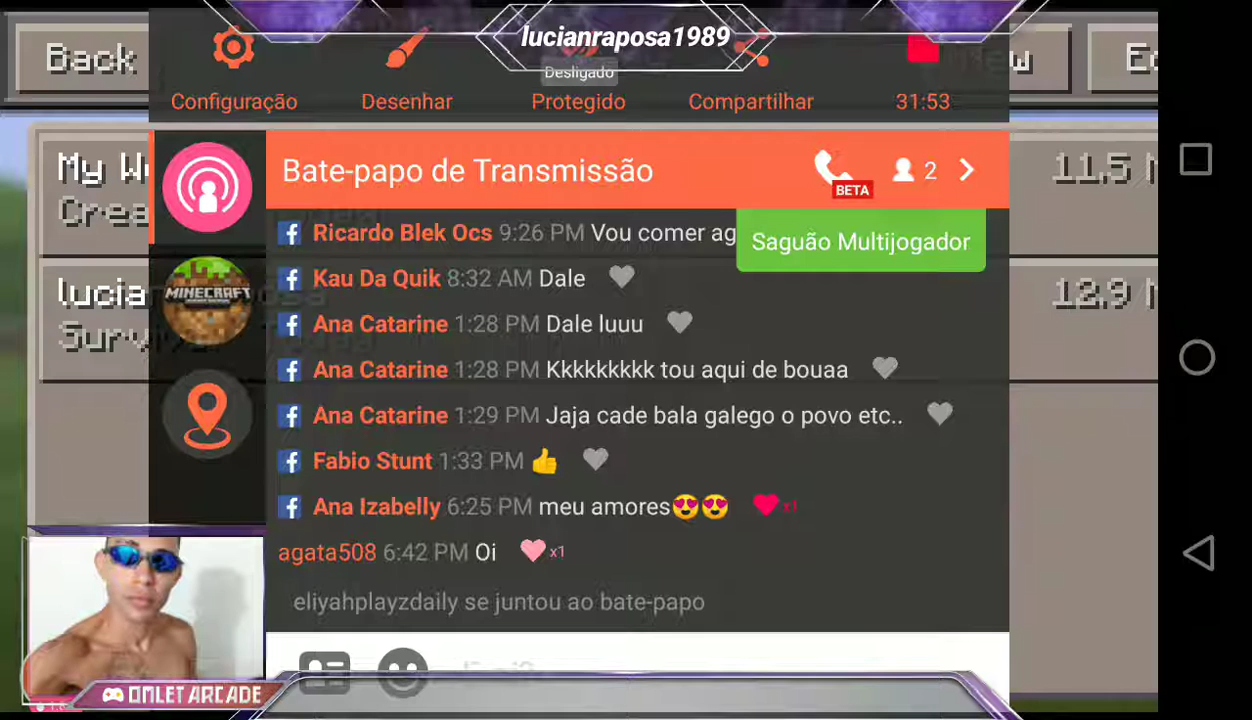 lucianraposa1989
Back
Desligado
Configuração
Desenhar
Protegido
Compartilhar
31:53
Bate-papo de Transmissão
BETA
2
My
11.5
Ricardo Blek Ocs 9:26 PM Vou comer ag
Saguão Multijogador
Kau Da Quik 8:32 AM Dale
MINECRAFT
12.9
Ana Catarine 1:28 PM Dale luuu
Ana Catarine 1:28 PM Kkkkkkkkk tou aqui de bouaa
Ana Catarine 1:29 PM Jaja cade bala galego o povo etc..
Fabio Stunt 1:33 PM 👍
Ana Izabelly 6:25 PM meu amores😍😍 x1
agata508 6:42 PM Oi x1
eliyahplayzdaily se juntou ao bate-papo
OMLET ARCADE